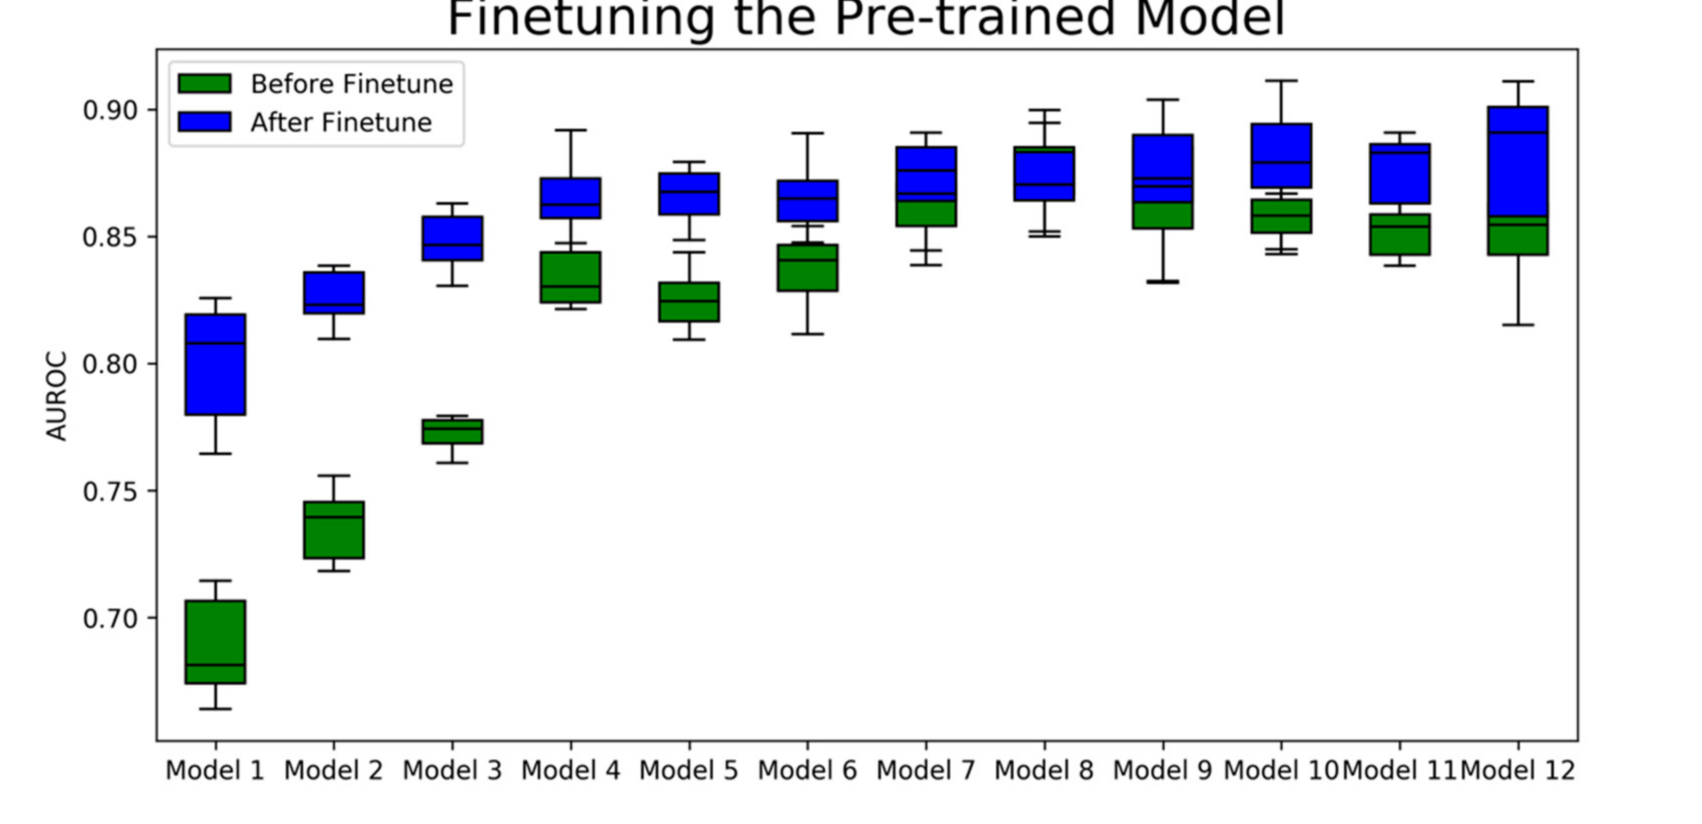 Finetuning the Pre-trained Model
Before Finetune
After Finetune
0.90
0.85
0.80
0.75
0.70
AUROC
Model 1 Model 2 Model 3 Model 4 Model 5 Model 6 Model 7 Model 8 Model 9 Model 10 Model 11 Model 12